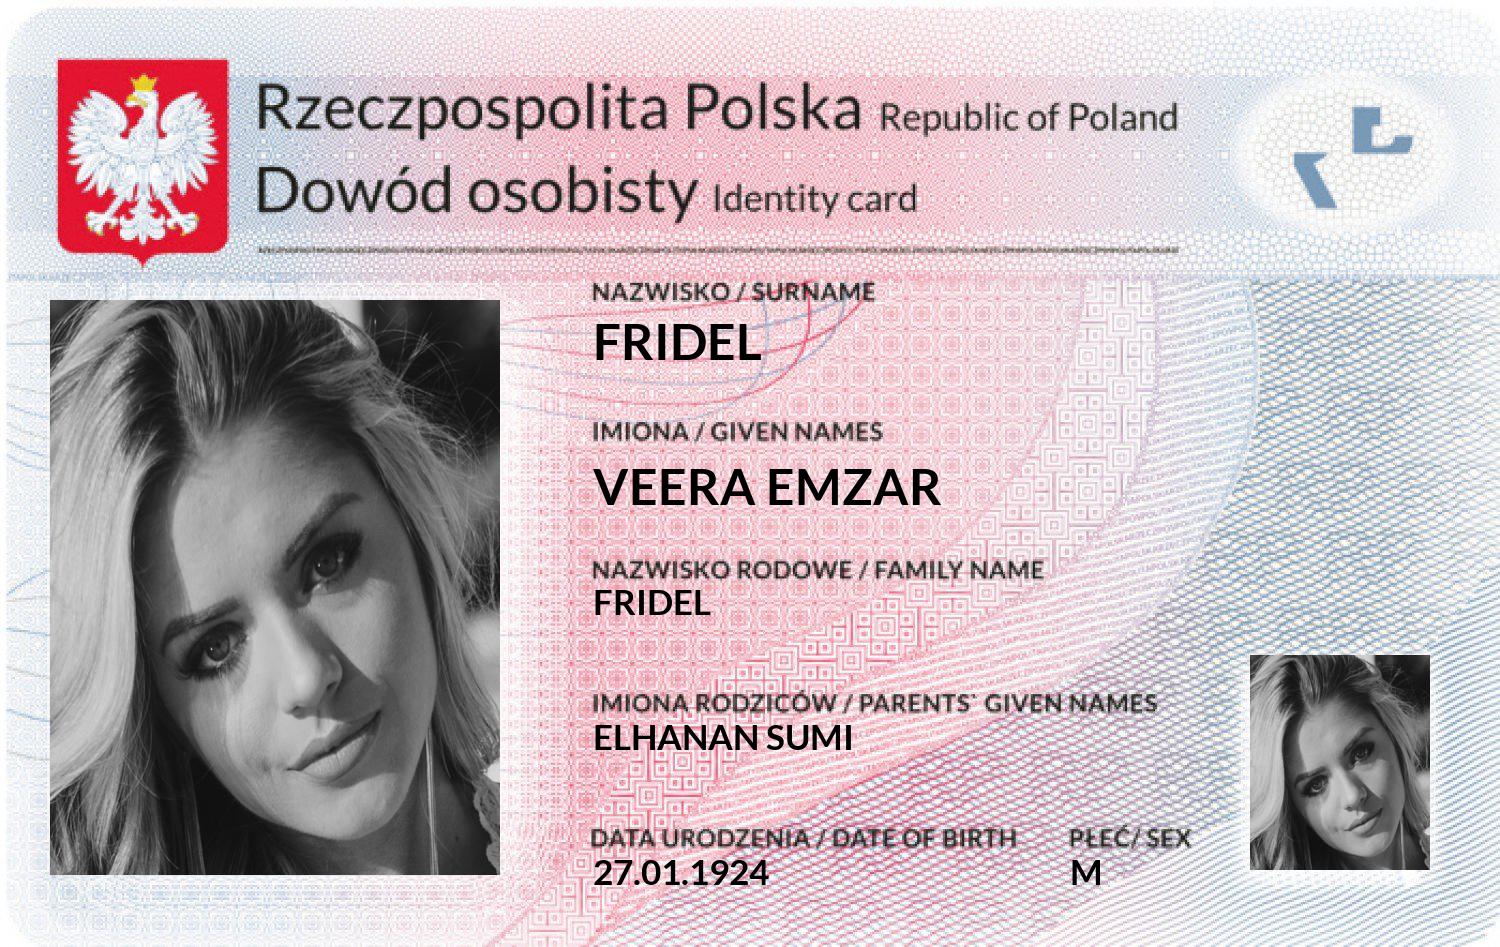 Rzeczpospolita Polska Republic of Poland
Dowód osobisty Identity card
NAZWISKO / SURNAME
FRIDEL
IMIONA / GIVEN NAMES
VEERA EMZAR
NAZWISKO RODOWE / FAMILY NAME
FRIDEL
IMIONA RODZICÓW / PARENTS` GIVEN NAMES
ELHANAN SUMI
DATA URODZENIA / DATE OF BIRTH PŁEĆ/ SEX
27.01.1924 M